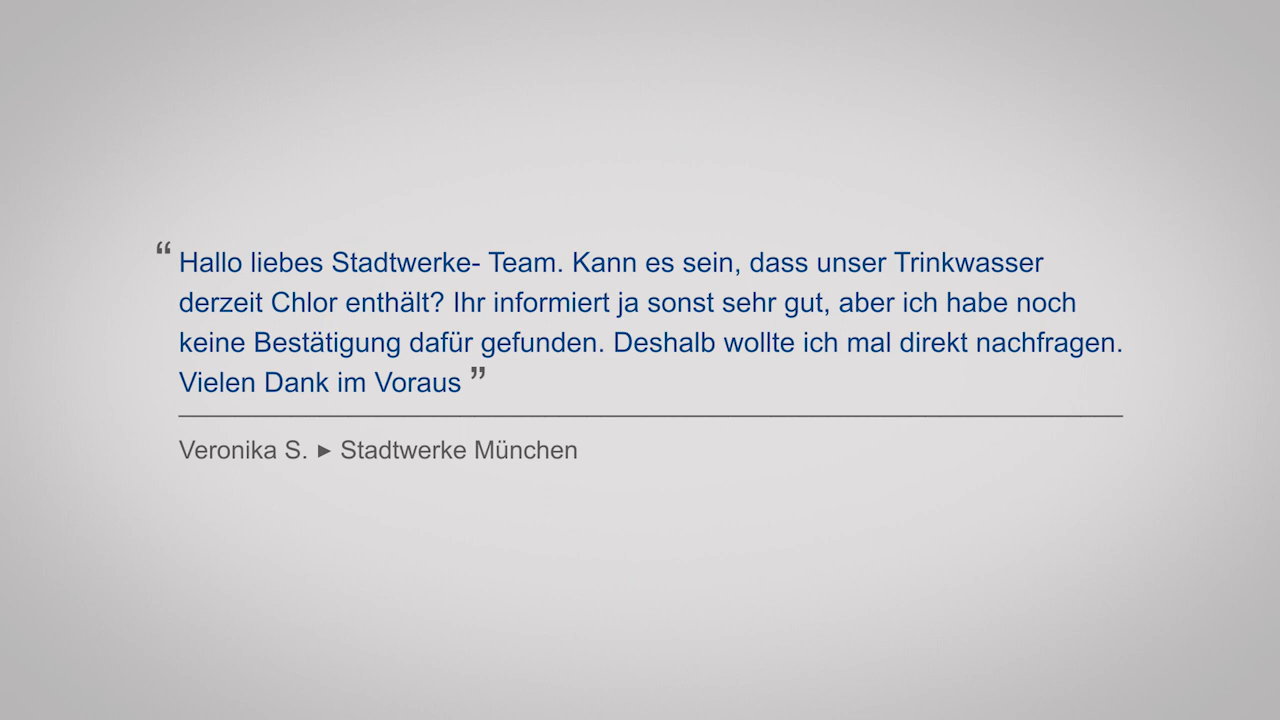 “ Hallo liebes Stadtwerke- Team. Kann es sein, dass unser Trinkwasser
derzeit Chlor enthält? Ihr informiert ja sonst sehr gut, aber ich habe noch
keine Bestätigung dafür gefunden. Deshalb wollte ich mal direkt nachfragen.
Vielen Dank im Voraus ”
Veronika S. ▸ Stadtwerke München